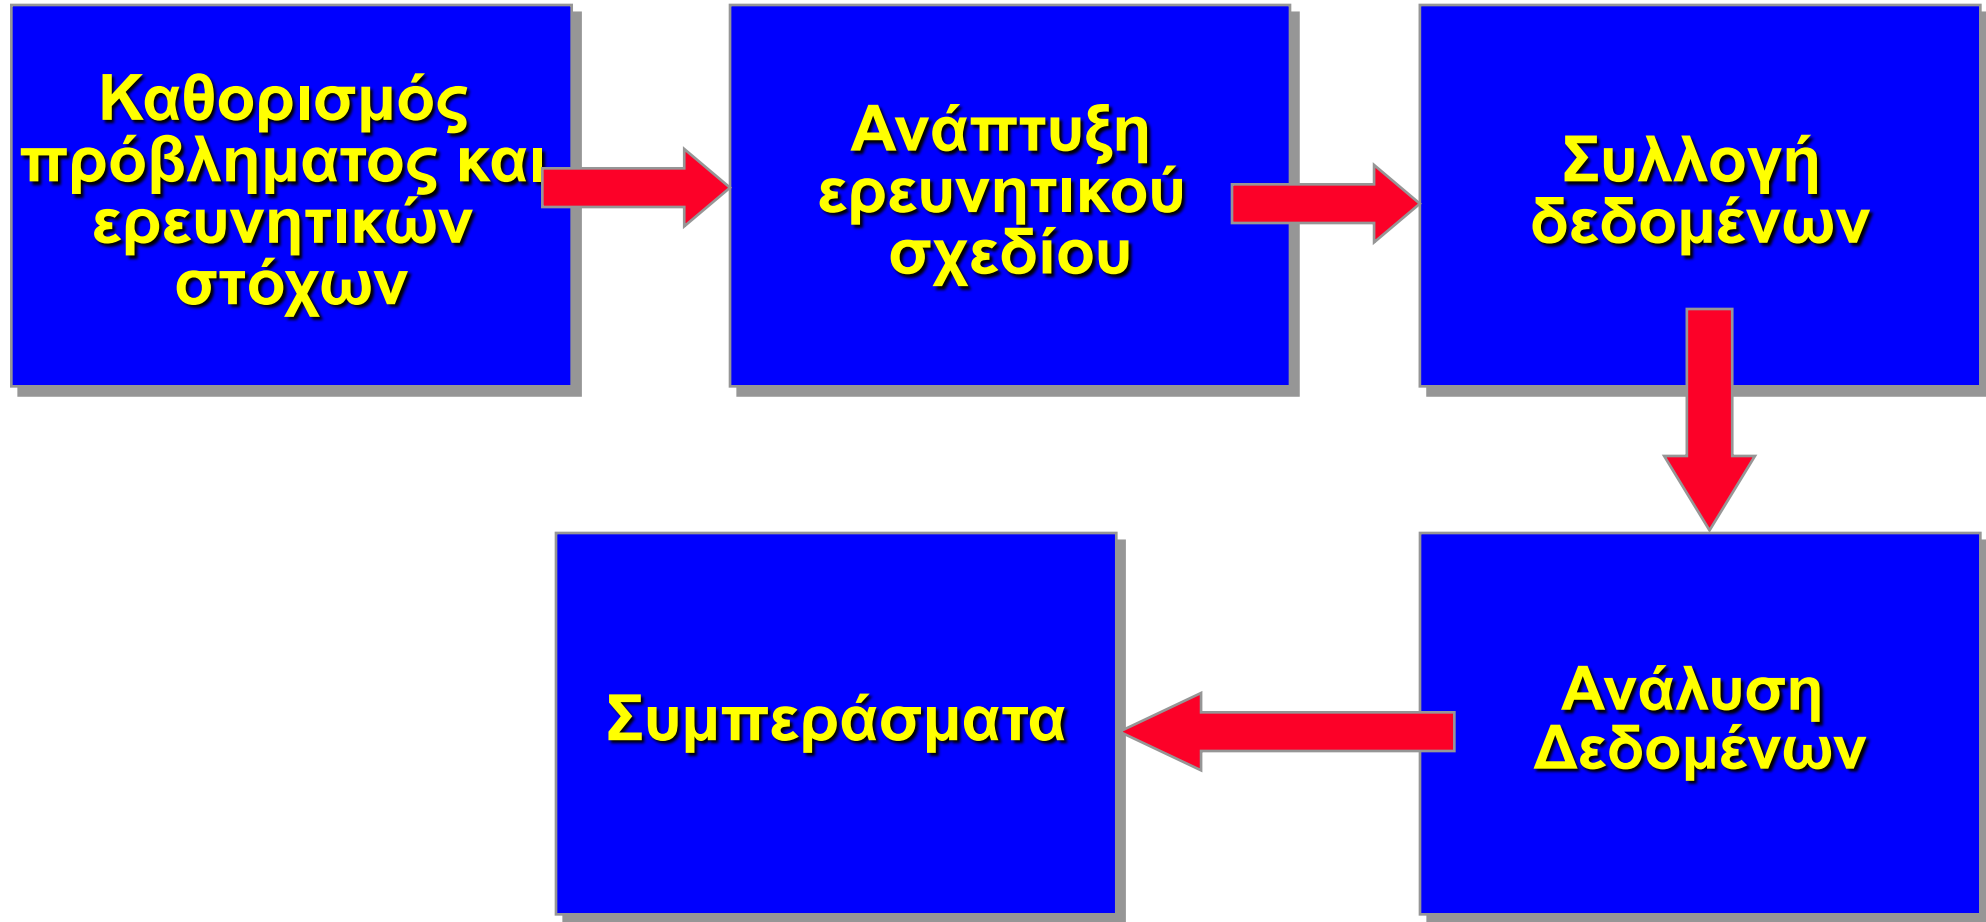 Καθορισμός
πρόβληματος και
ερευνητικών
στόχων
Ανάπτυξη
ερευνητικού
σχεδίου
Συλλογή
δεδομένων
Ανάλυση
Δεδομένων
Συμπεράσματα